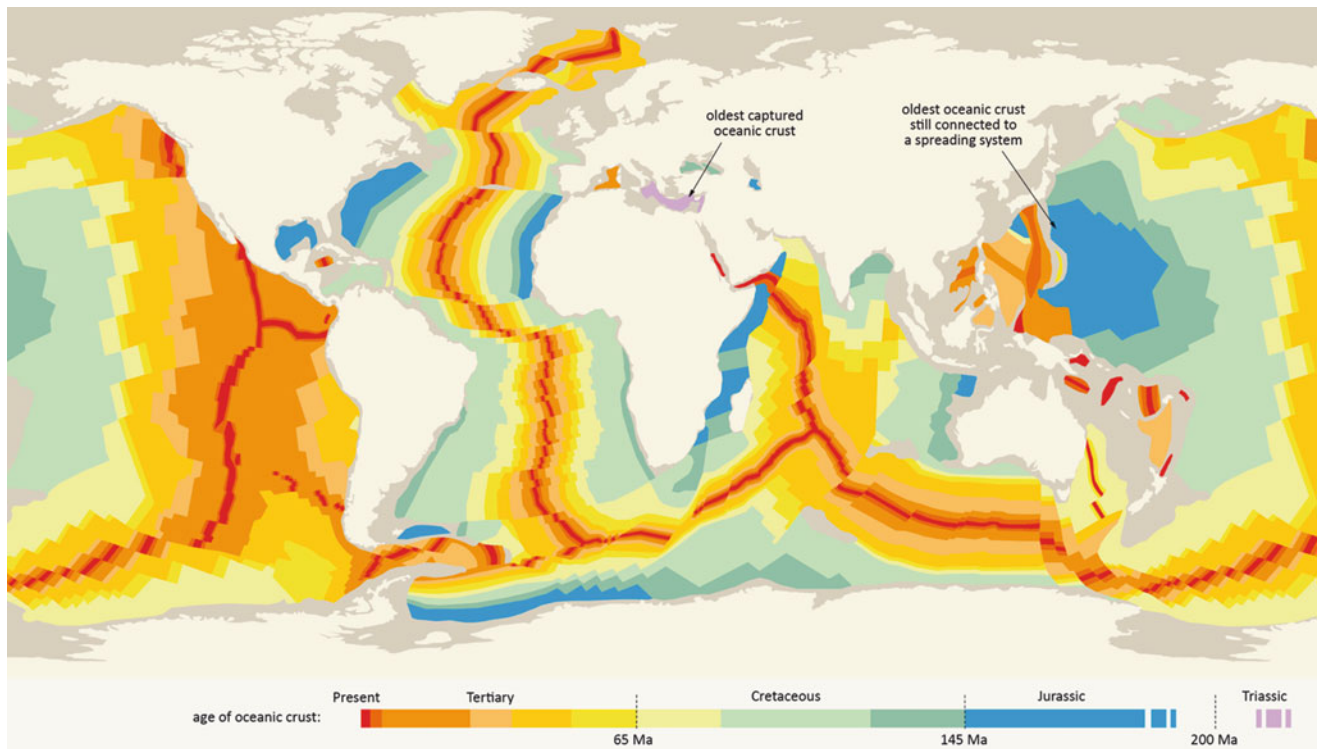 oldest captured
oceanic crust
oldest oceanic crust
still connected to
a spreading system
Present Tertiary Cretaceous Jurassic Triassic
age of oceanic crust:
65 Ma 145 Ma 200 Ma